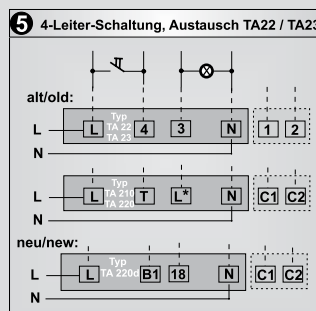 5 4-Leiter-Schaltung, Austausch TA22 / TA23
alt/old:
Typ
L L TA 22 4 3 N 1 2
TA 23
N
Typ
L L TA 210 T L* N C1 C2
TA 220
N
neu/new:
Typ
L L TA 220d B1 18 N C1 C2
N